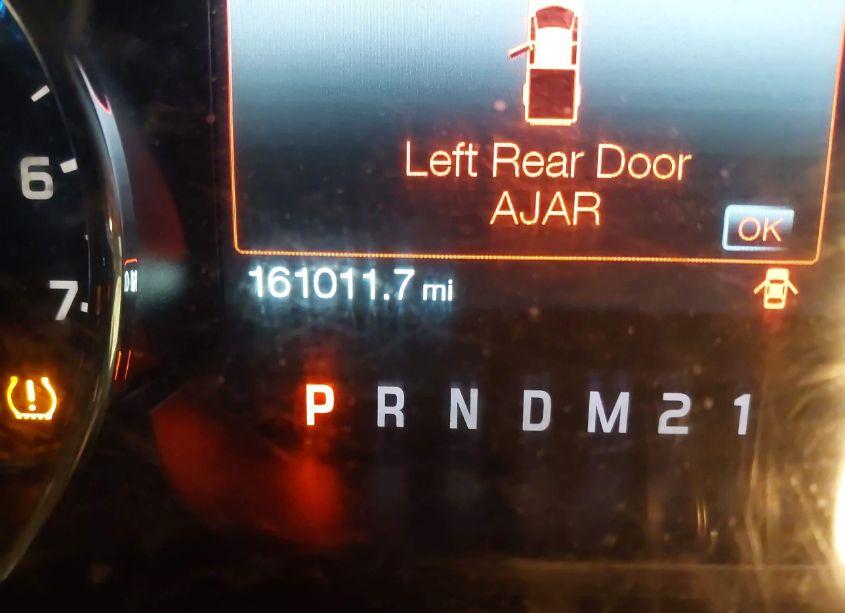 Left Rear Door
AJAR
OK
6
161011.7 mi
7
P R N D M 2 1